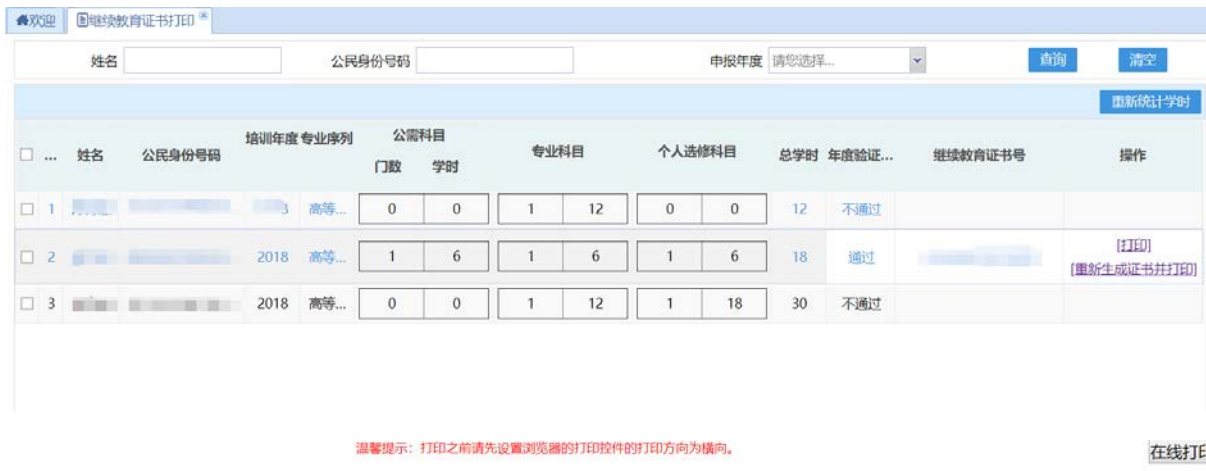 欢迎 继续教育证书打印
姓名 公民身份号码 申报年度 请您选择... 查询 清空
重新统计学时
... 姓名 公民身份号码 培训年度 专业序列 公需科目 门数 学时 专业科目 个人选修科目 总学时 年度验证... 继续教育证书号 操作
1 高等... 0 0 1 12 0 0 12 不通过
2 2018 高等... 1 6 1 6 1 6 18 通过 [打印]
[重新生成证书并打印]
3 2018 高等... 0 0 1 12 1 18 30 不通过
温馨提示：打印之前请先设置浏览器的打印控件的打印方向为横向。
在线打印